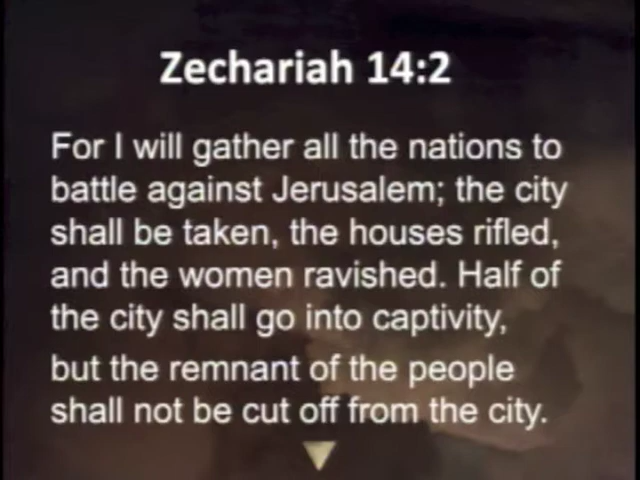 Zechariah 14:2
For I will gather all the nations to
battle against Jerusalem; the city
shall be taken, the houses rifled,
and the women ravished. Half of
the city shall go into captivity,
but the remnant of the people
shall not be cut off from the city.